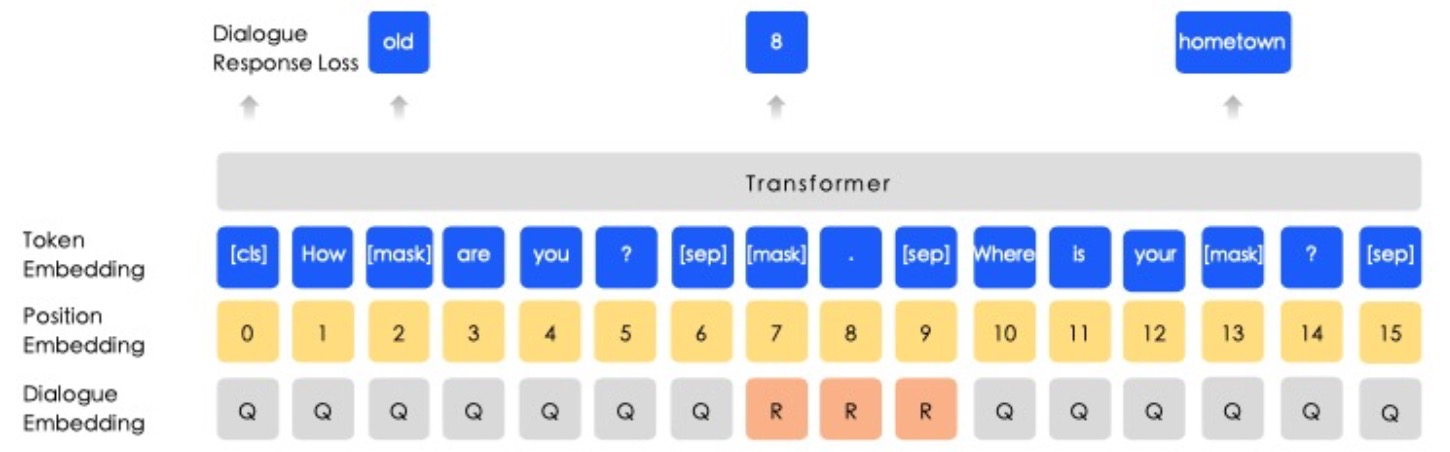 Dialogue
Response Loss
old 8 hometown
Transformer
Token
Embedding
[cls] How [mask] are you ? [sep] [mask] . [sep] Where is your [mask] ? [sep]
Position
Embedding
0 1 2 3 4 5 6 7 8 9 10 11 12 13 14 15
Dialogue
Embedding
Q Q Q Q Q Q Q R R R Q Q Q Q Q Q